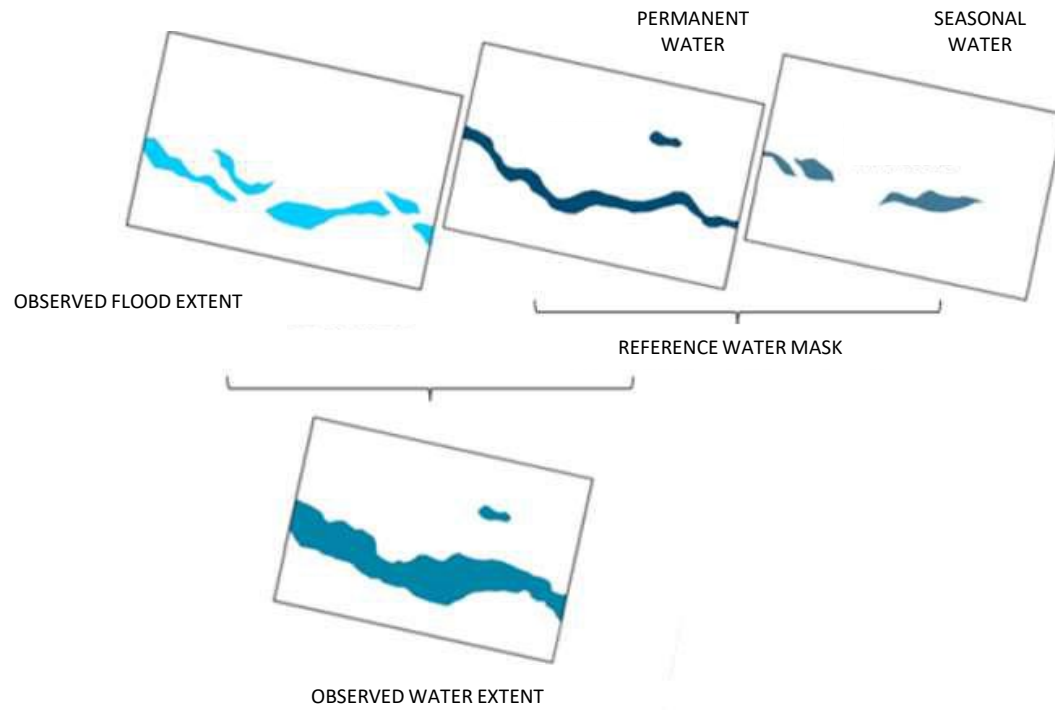 PERMANENT
WATER
SEASONAL
WATER
OBSERVED FLOOD EXTENT
REFERENCE WATER MASK
OBSERVED WATER EXTENT